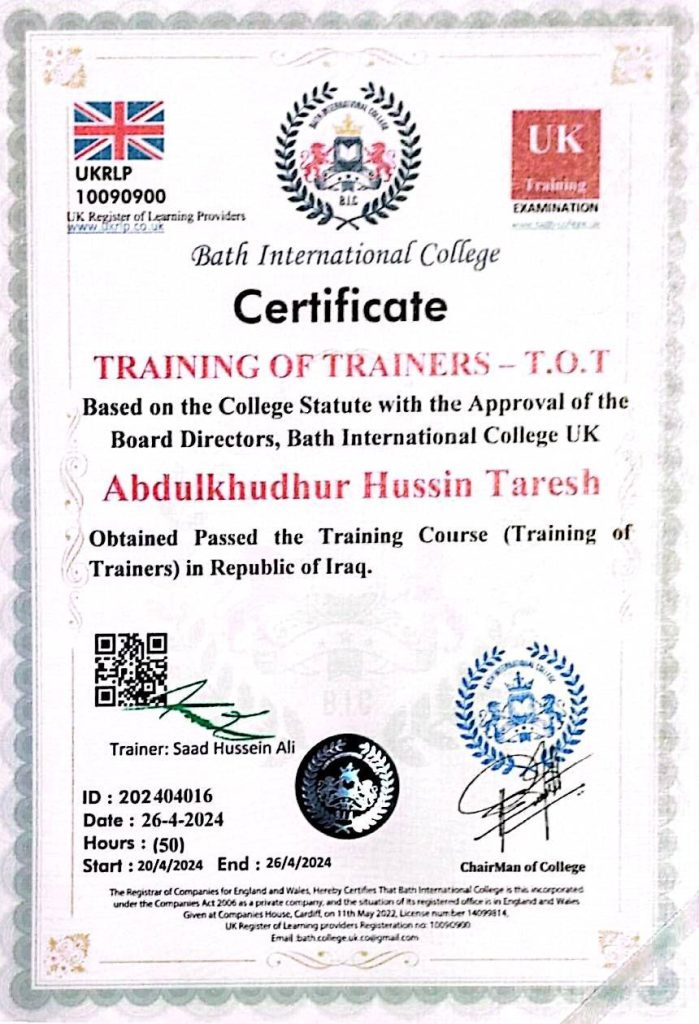 UKRLP
10090900
UK Register of Learning Providers
www.ukrlp.co.uk
BATH INTERNATIONAL COLLEGE
B.I.C
UK
Training
EXAMINATION
Bath International College
Certificate
TRAINING OF TRAINERS – T.O.T
Based on the College Statute with the Approval of the
Board Directors, Bath International College UK
Abdulkhudhur Hussin Taresh
Obtained Passed the Training Course (Training of
Trainers) in Republic of Iraq.
B.I.C
BATH INTERNATIONAL COLLEGE
Trainer: Saad Hussein Ali
ID : 202404016
Date : 26-4-2024
Hours : (50)
Start : 20/4/2024 End : 26/4/2024
ChairMan of College
The Registrar of Companies for England and Wales, Hereby Certifies That Bath International College is this incorporated
under the Companies Act 2006 as a private company, and the situation of its registered office is in England and Wales
Given at Companies House, Cardiff, on 11th May 2022, License number 14099814,
UK Register of Learning providers Registeration no: 10090900
Email :bath.college.uk.co@gmail.com